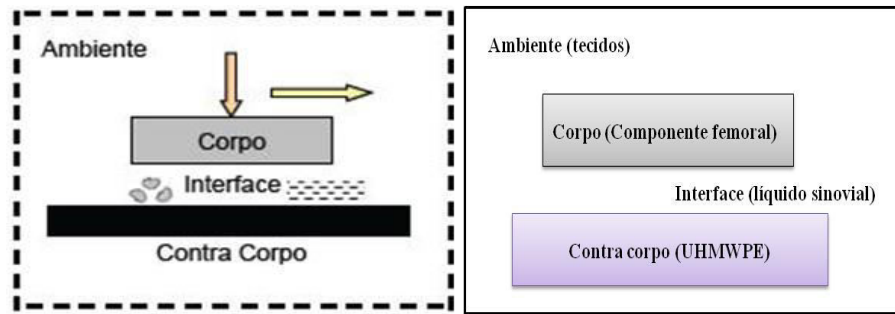 Ambiente
Corpo
Interface
Contra Corpo
Ambiente (tecidos)
Corpo (Componente femoral)
Interface (líquido sinovial)
Contra corpo (UHMWPE)